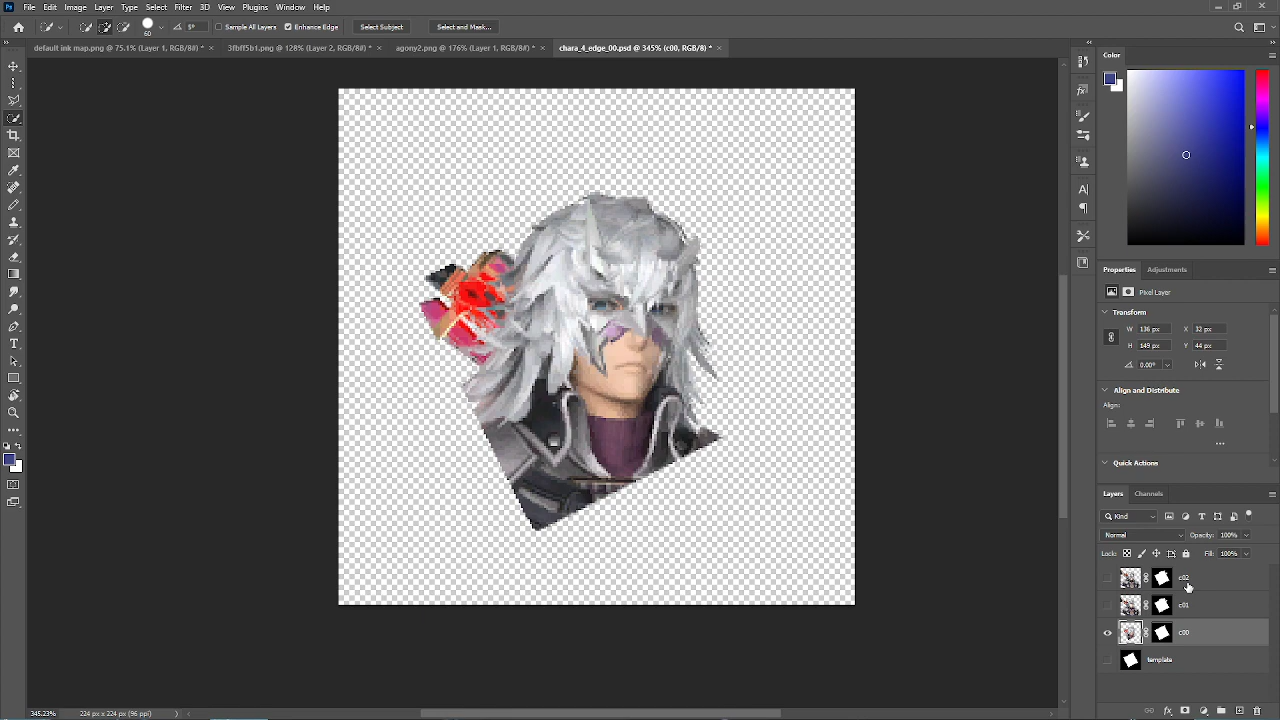 Ps File Edit Image Layer Type Select Filter 3D View Plugins Window Help
60 5° Sample All Layers Enhance Edge Select Subject Select and Mask...
default ink map.png @ 75.1% (Layer 1, RGB/8#) * × 3fbff5b1.png @ 128% (Layer 2, RGB/8#) * × agony2.png @ 176% (Layer 1, RGB/8#) * × chara_4_edge_00.psd @ 345% (c00, RGB/8) * ×
Color
Properties Adjustments
Pixel Layer
Transform
W 136 px X 32 px
H 149 px Y 44 px
0.00°
Align and Distribute
Align:
...
Quick Actions
Layers Channels
Kind
Normal Opacity: 100%
Lock: Fill: 100%
c02
c01
c00
template
345.23% 224 px x 224 px (96 ppi)